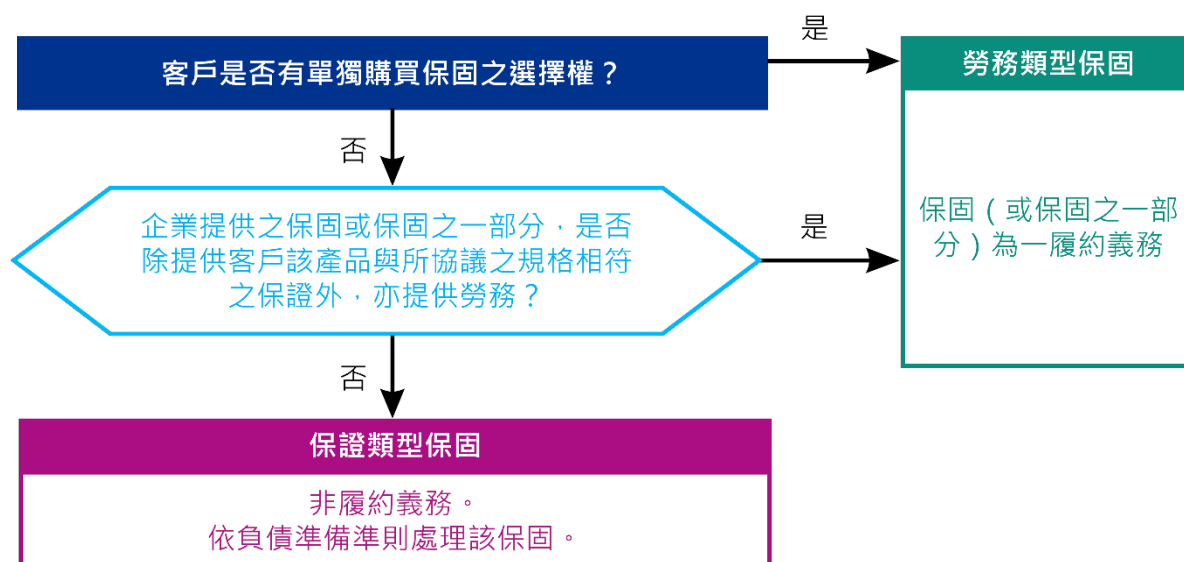 客戶是否有單獨購買保固之選擇權？
是
勞務類型保固
保固（或保固之一部
分）為一履約義務
否
企業提供之保固或保固之一部分，是否
除提供客戶該產品與所協議之規格相符
之保證外，亦提供勞務？
是
否
保證類型保固
非履約義務。
依負債準備準則處理該保固。